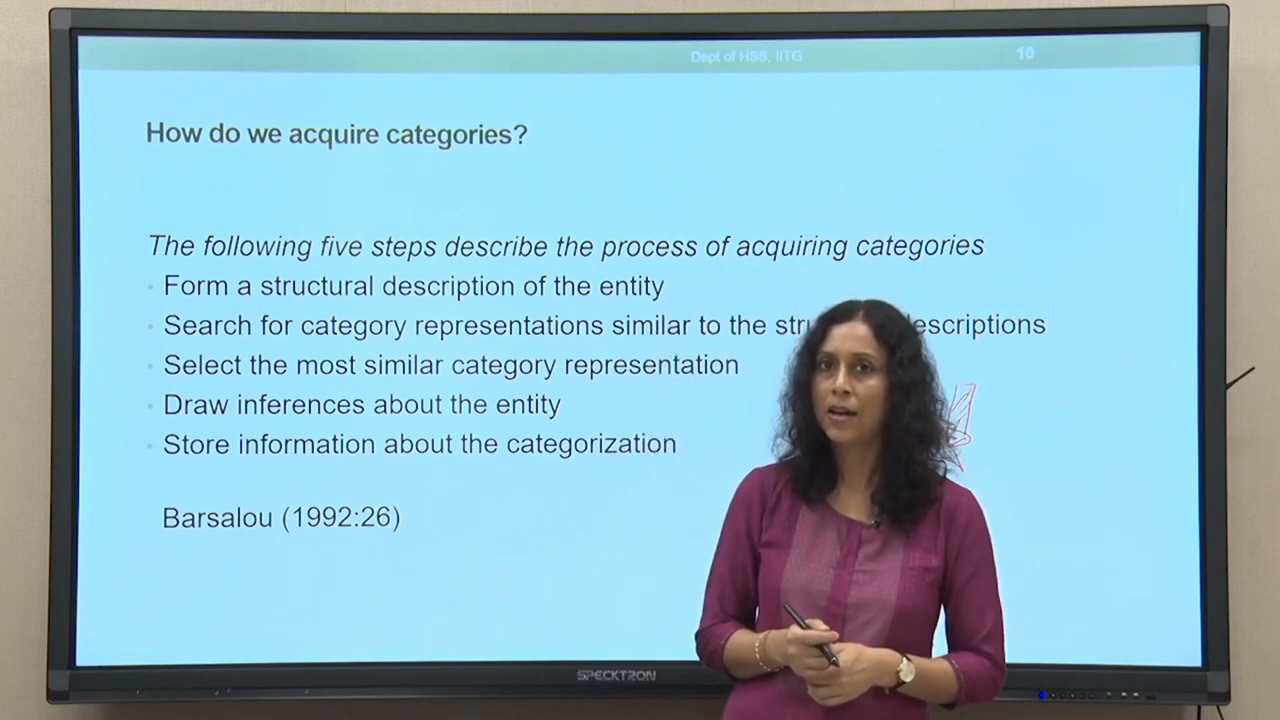 Dept of HSS, IITG 10
How do we acquire categories?
The following five steps describe the process of acquiring categories
Form a structural description of the entity
Search for category representations similar to the escriptions
Select the most similar category representation
Draw inferences about the entity
Store information about the categorization
Barsalou (1992:26)
SPECKTRON